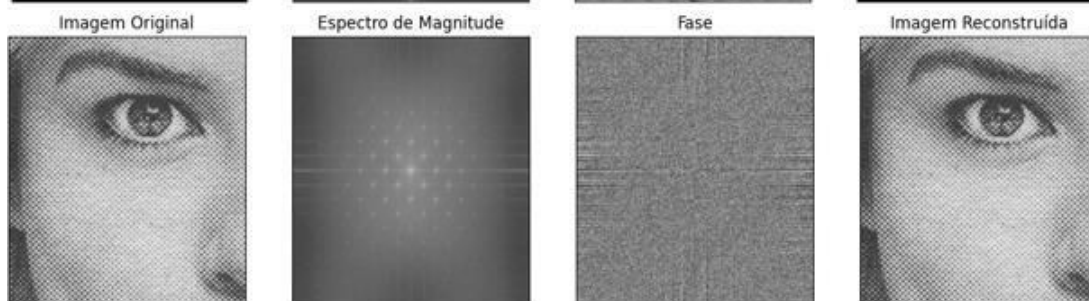 Imagem Original
Espectro de Magnitude
Fase
Imagem Reconstruída